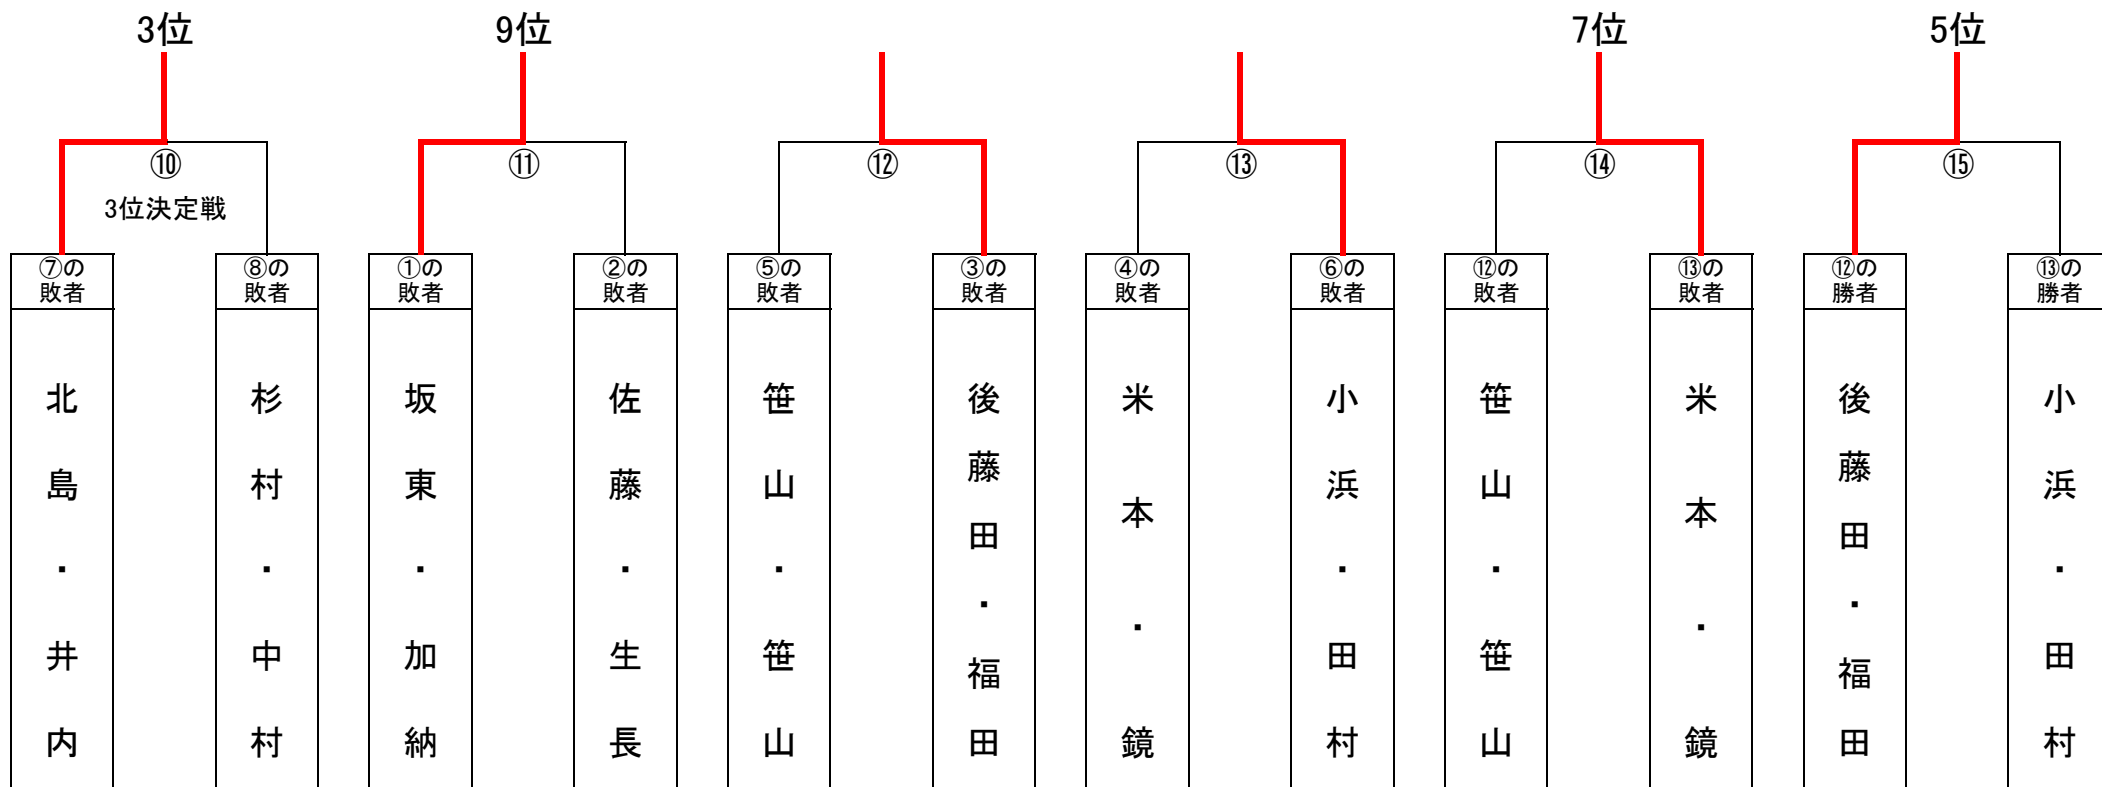 3位
9位
7位
5位
⑩
⑪
⑫
⑬
⑭
⑮
3位決定戦
⑦の
敗者
⑧の
敗者
①の
敗者
②の
敗者
⑤の
敗者
③の
敗者
④の
敗者
⑥の
敗者
⑫の
敗者
⑬の
敗者
⑫の
勝者
⑬の
勝者
北島・井内
杉村・中村
坂東・加納
佐藤・生長
笹山・笹山
後藤田・福田
米本・鏡
小浜・田村
笹山・笹山
米本・鏡
後藤田・福田
小浜・田村